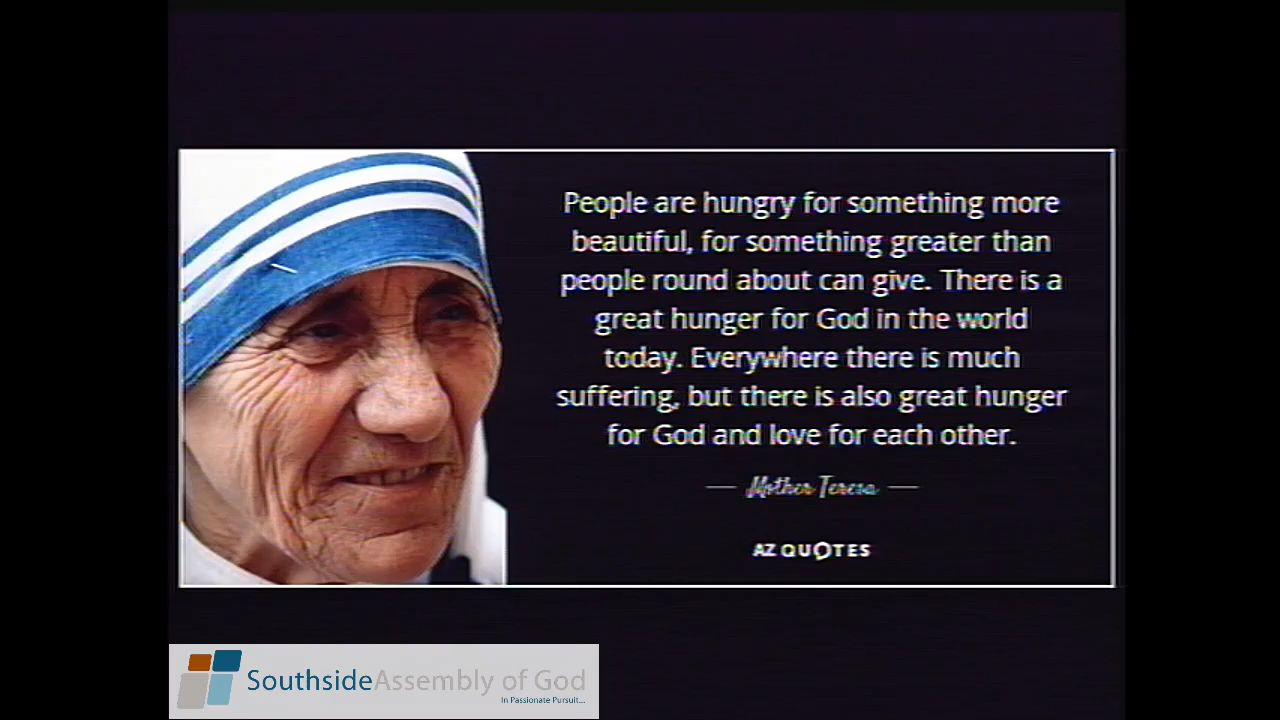 People are hungry for something more
beautiful, for something greater than
people round about can give. There is a
great hunger for God in the world
today. Everywhere there is much
suffering, but there is also great hunger
for God and love for each other.
Mother Teresa
AZ QUOTES
SouthsideAssembly of God
In Passionate Pursuit...